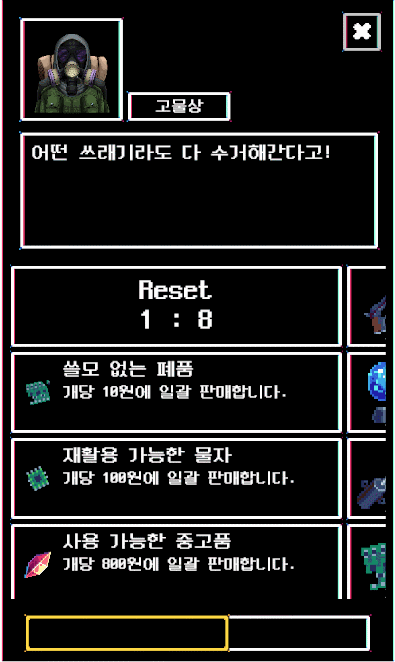 고물상
어떤 쓰레기라도 다 수거해간다고!
Reset
1 : 8
쓸모 없는 폐품
개당 10원에 일괄 판매합니다.
재활용 가능한 물자
개당 100원에 일괄 판매합니다.
사용 가능한 중고품
개당 800원에 일괄 판매합니다.